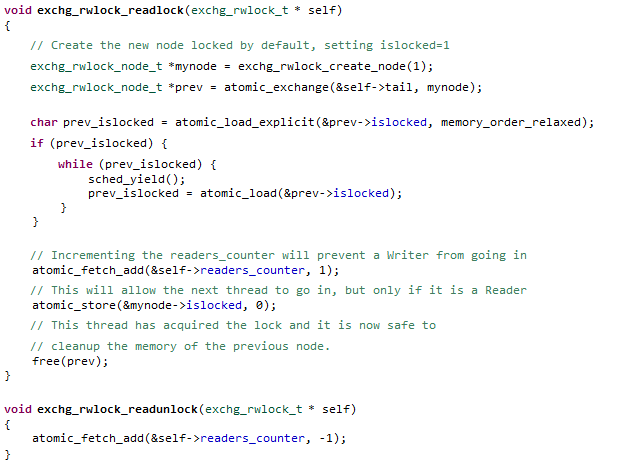 void exchg_rwlock_readlock(exchg_rwlock_t * self)
{
    // Create the new node locked by default, setting islocked=1
    exchg_rwlock_node_t *mynode = exchg_rwlock_create_node(1);
    exchg_rwlock_node_t *prev = atomic_exchange(&self->tail, mynode);

    char prev_islocked = atomic_load_explicit(&prev->islocked, memory_order_relaxed);
    if (prev_islocked) {
        while (prev_islocked) {
            sched_yield();
            prev_islocked = atomic_load(&prev->islocked);
        }
    }

    // Incrementing the readers_counter will prevent a Writer from going in
    atomic_fetch_add(&self->readers_counter, 1);
    // This will allow the next thread to go in, but only if it is a Reader
    atomic_store(&mynode->islocked, 0);
    // This thread has acquired the lock and it is now safe to
    // cleanup the memory of the previous node.
    free(prev);
}

void exchg_rwlock_readunlock(exchg_rwlock_t * self)
{
    atomic_fetch_add(&self->readers_counter, -1);
}